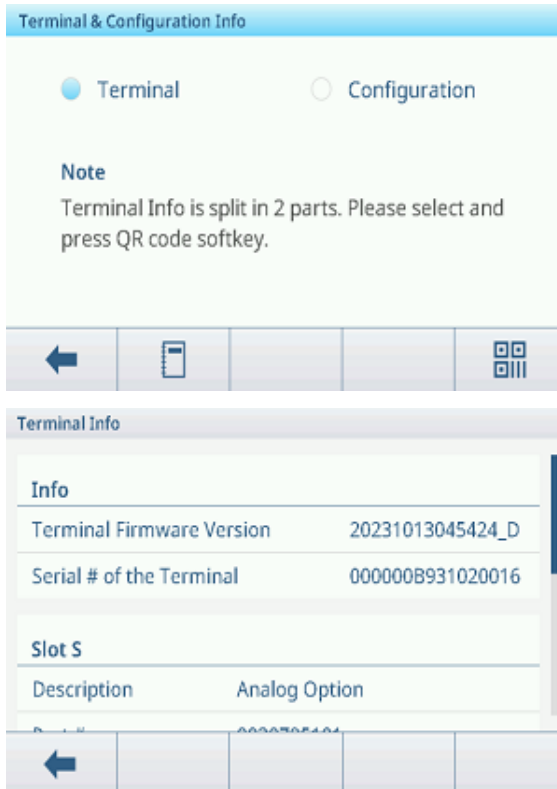 Terminal & Configuration Info
Terminal Configuration
Note
Terminal Info is split in 2 parts. Please select and
press QR code softkey.
Terminal Info
Info
Terminal Firmware Version 20231013045424_D
Serial # of the Terminal 000000B931020016
Slot S
Description Analog Option